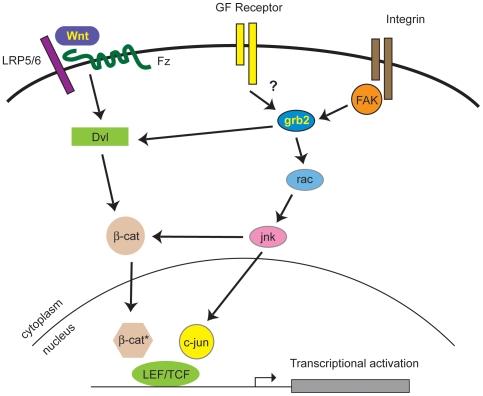 GF Receptor
Integrin
Wnt
LRP5/6
Fz
?
FAK
grb2
Dvl
rac
β-cat
jnk
cytoplasm
nucleus
β-cat*
c-jun
LEF/TCF
Transcriptional activation